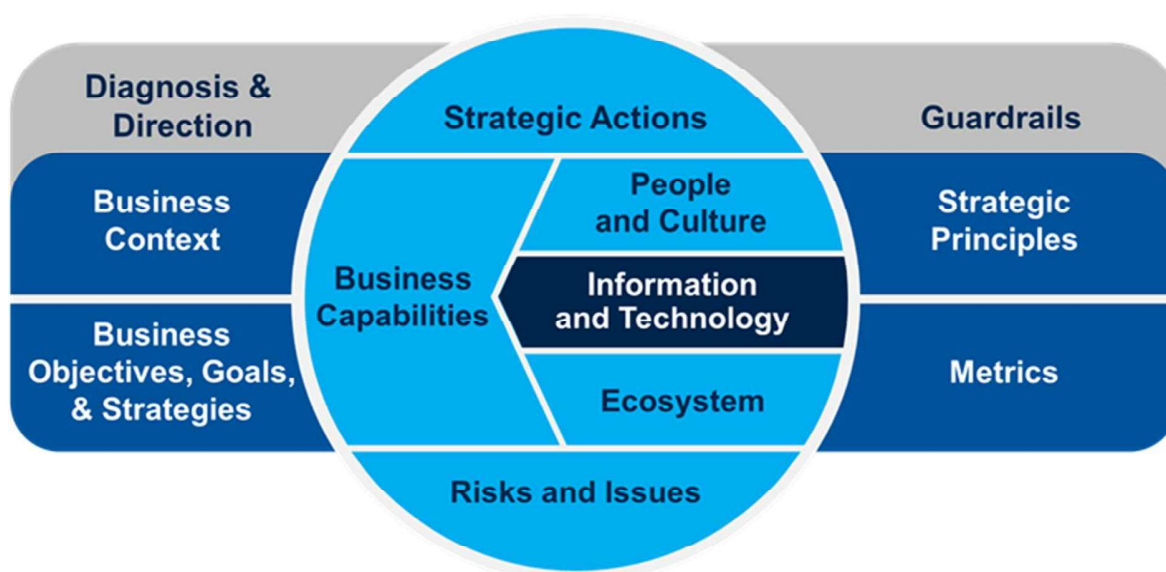 Diagnosis &
Direction
Business
Context
Business
Objectives, Goals,
& Strategies
Strategic Actions
Business
Capabilities
People
and Culture
Information
and Technology
Ecosystem
Risks and Issues
Guardrails
Strategic
Principles
Metrics